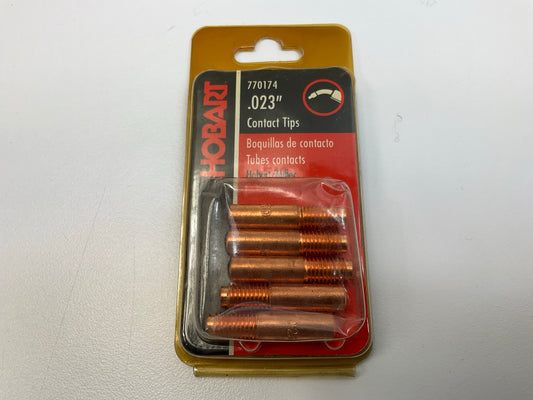 HOBART
770174
.023"
Contact Tips
Boquillas de contacto
Tubes contacts